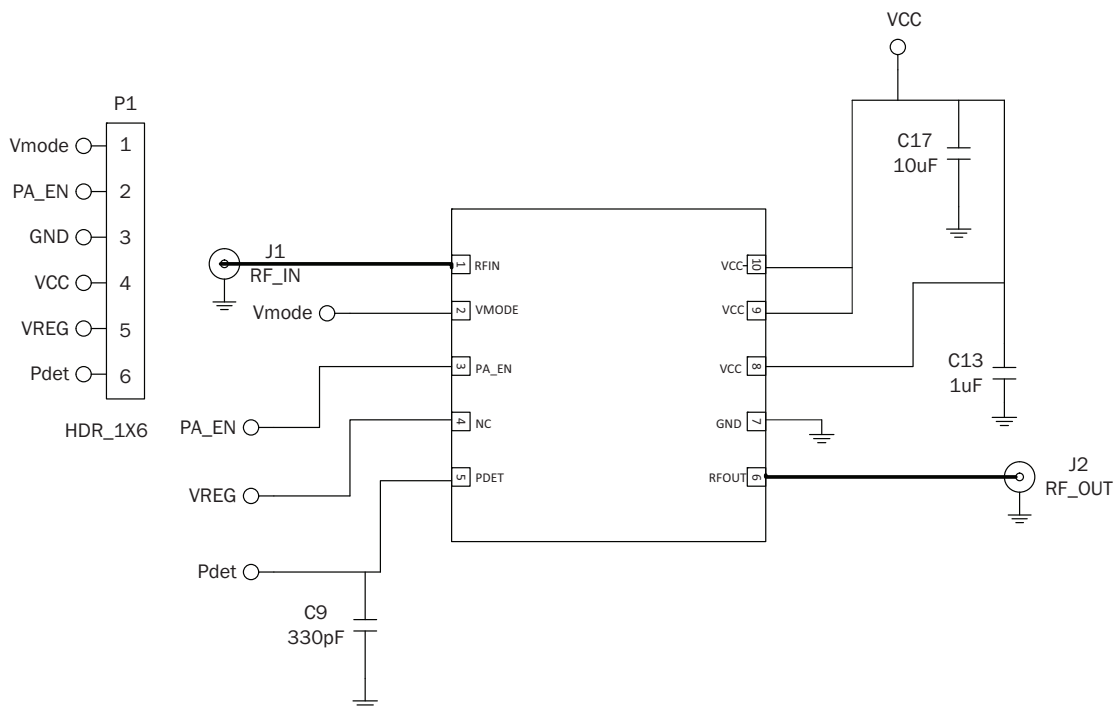 VCC
P1
Vmode 1
PA_EN 2
GND 3
VCC 4
VREG 5
Pdet 6
HDR_1X6
J1
RF_IN
Vmode
PA_EN
VREG
Pdet
C9
330pF
1 RFIN
2 VMODE
3 PA_EN
4 NC
5 PDET
VCC 10
VCC 9
VCC 8
GND 7
RFOUT 6
C17
10uF
C13
1uF
J2
RF_OUT